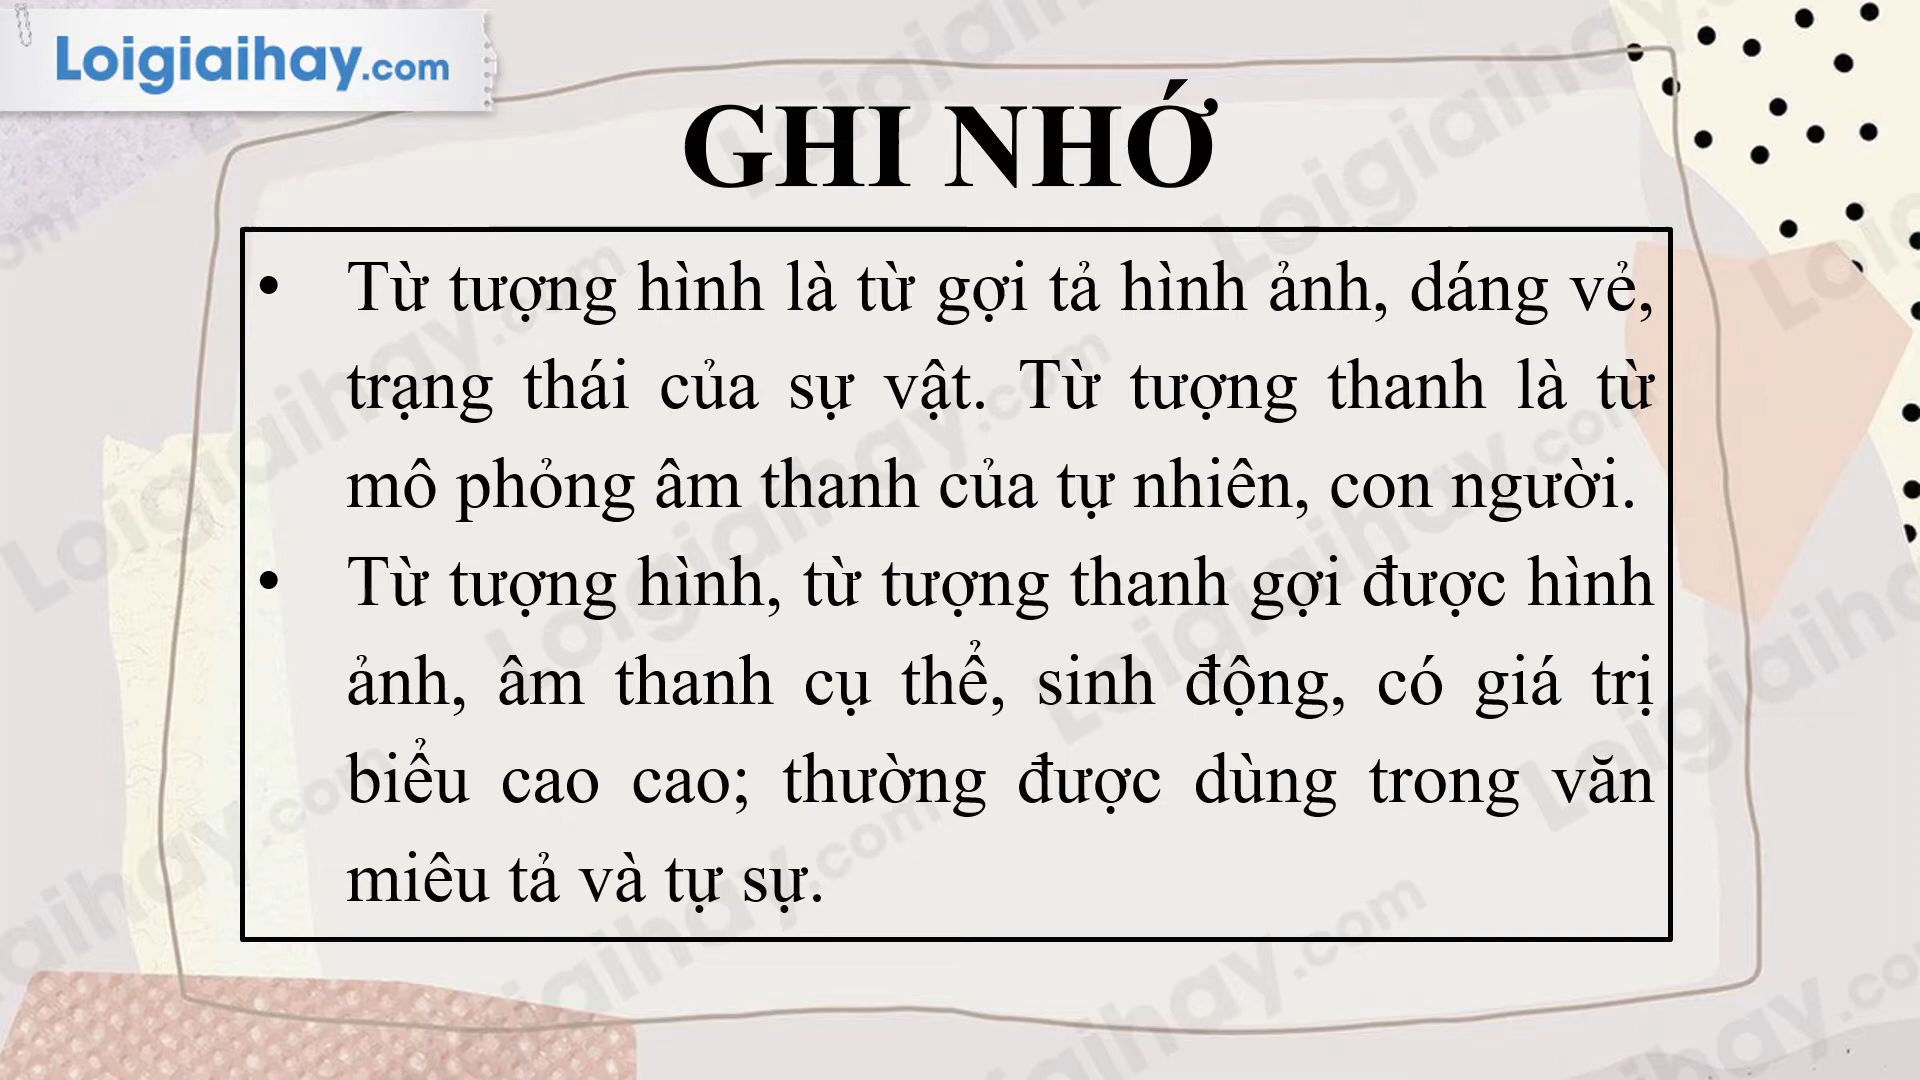 Loigiaihay.com
GHI NHỚ
• Từ tượng hình là từ gợi tả hình ảnh, dáng vẻ,
trạng thái của sự vật. Từ tượng thanh là từ
mô phỏng âm thanh của tự nhiên, con người.
• Từ tượng hình, từ tượng thanh gợi được hình
ảnh, âm thanh cụ thể, sinh động, có giá trị
biểu cao cao; thường được dùng trong văn
miêu tả và tự sự.